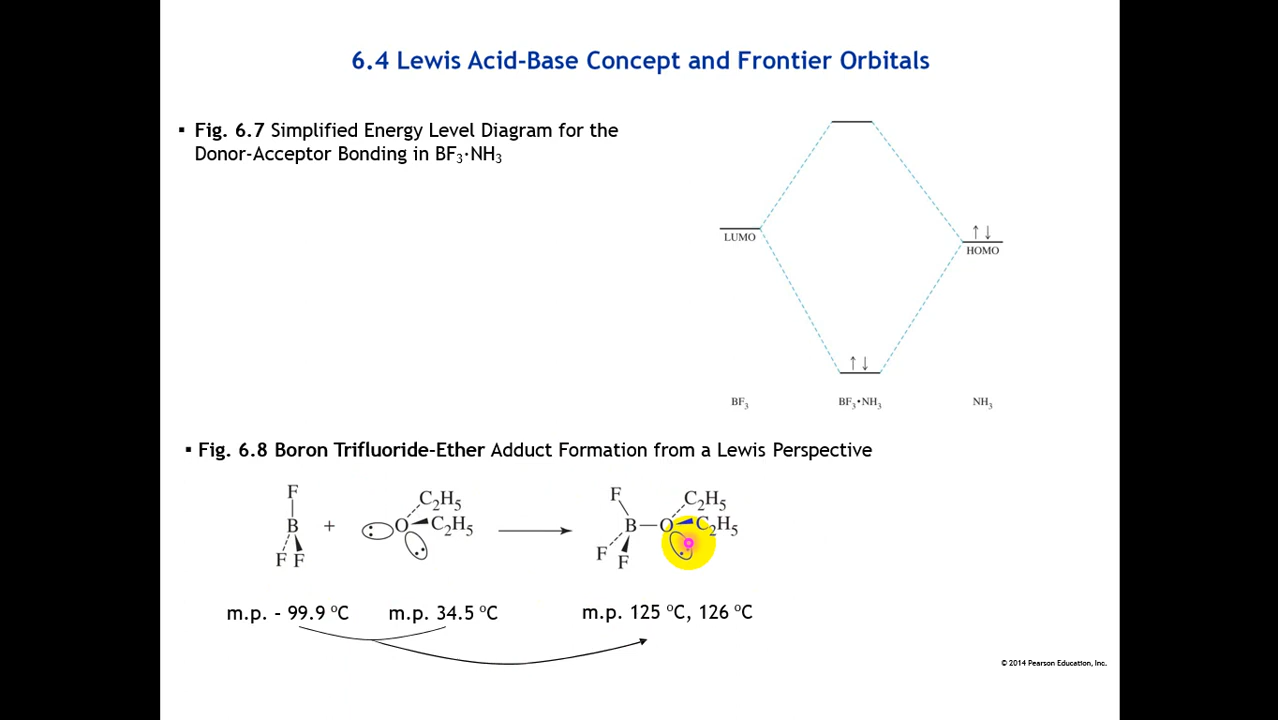 6.4 Lewis Acid-Base Concept and Frontier Orbitals
▪ Fig. 6.7 Simplified Energy Level Diagram for the
Donor-Acceptor Bonding in BF₃·NH₃
LUMO
↑↓
HOMO
↑↓
BF₃
BF₃•NH₃
NH₃
▪ Fig. 6.8 Boron Trifluoride-Ether Adduct Formation from a Lewis Perspective
F
B
F F
+
O
C₂H₅
C₂H₅
F
B—O
F
F
C₂H₅
C₂H₅
m.p. - 99.9 ºC
m.p. 34.5 ºC
m.p. 125 ºC, 126 ºC
© 2014 Pearson Education, Inc.